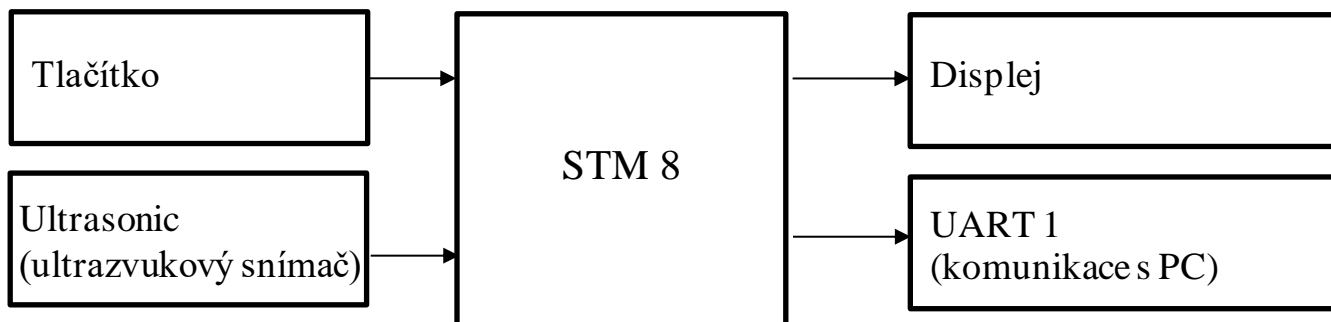 Tlačítko
Ultrasonic
(ultrazvukový snímač)
STM 8
Displej
UART 1
(komunikace s PC)